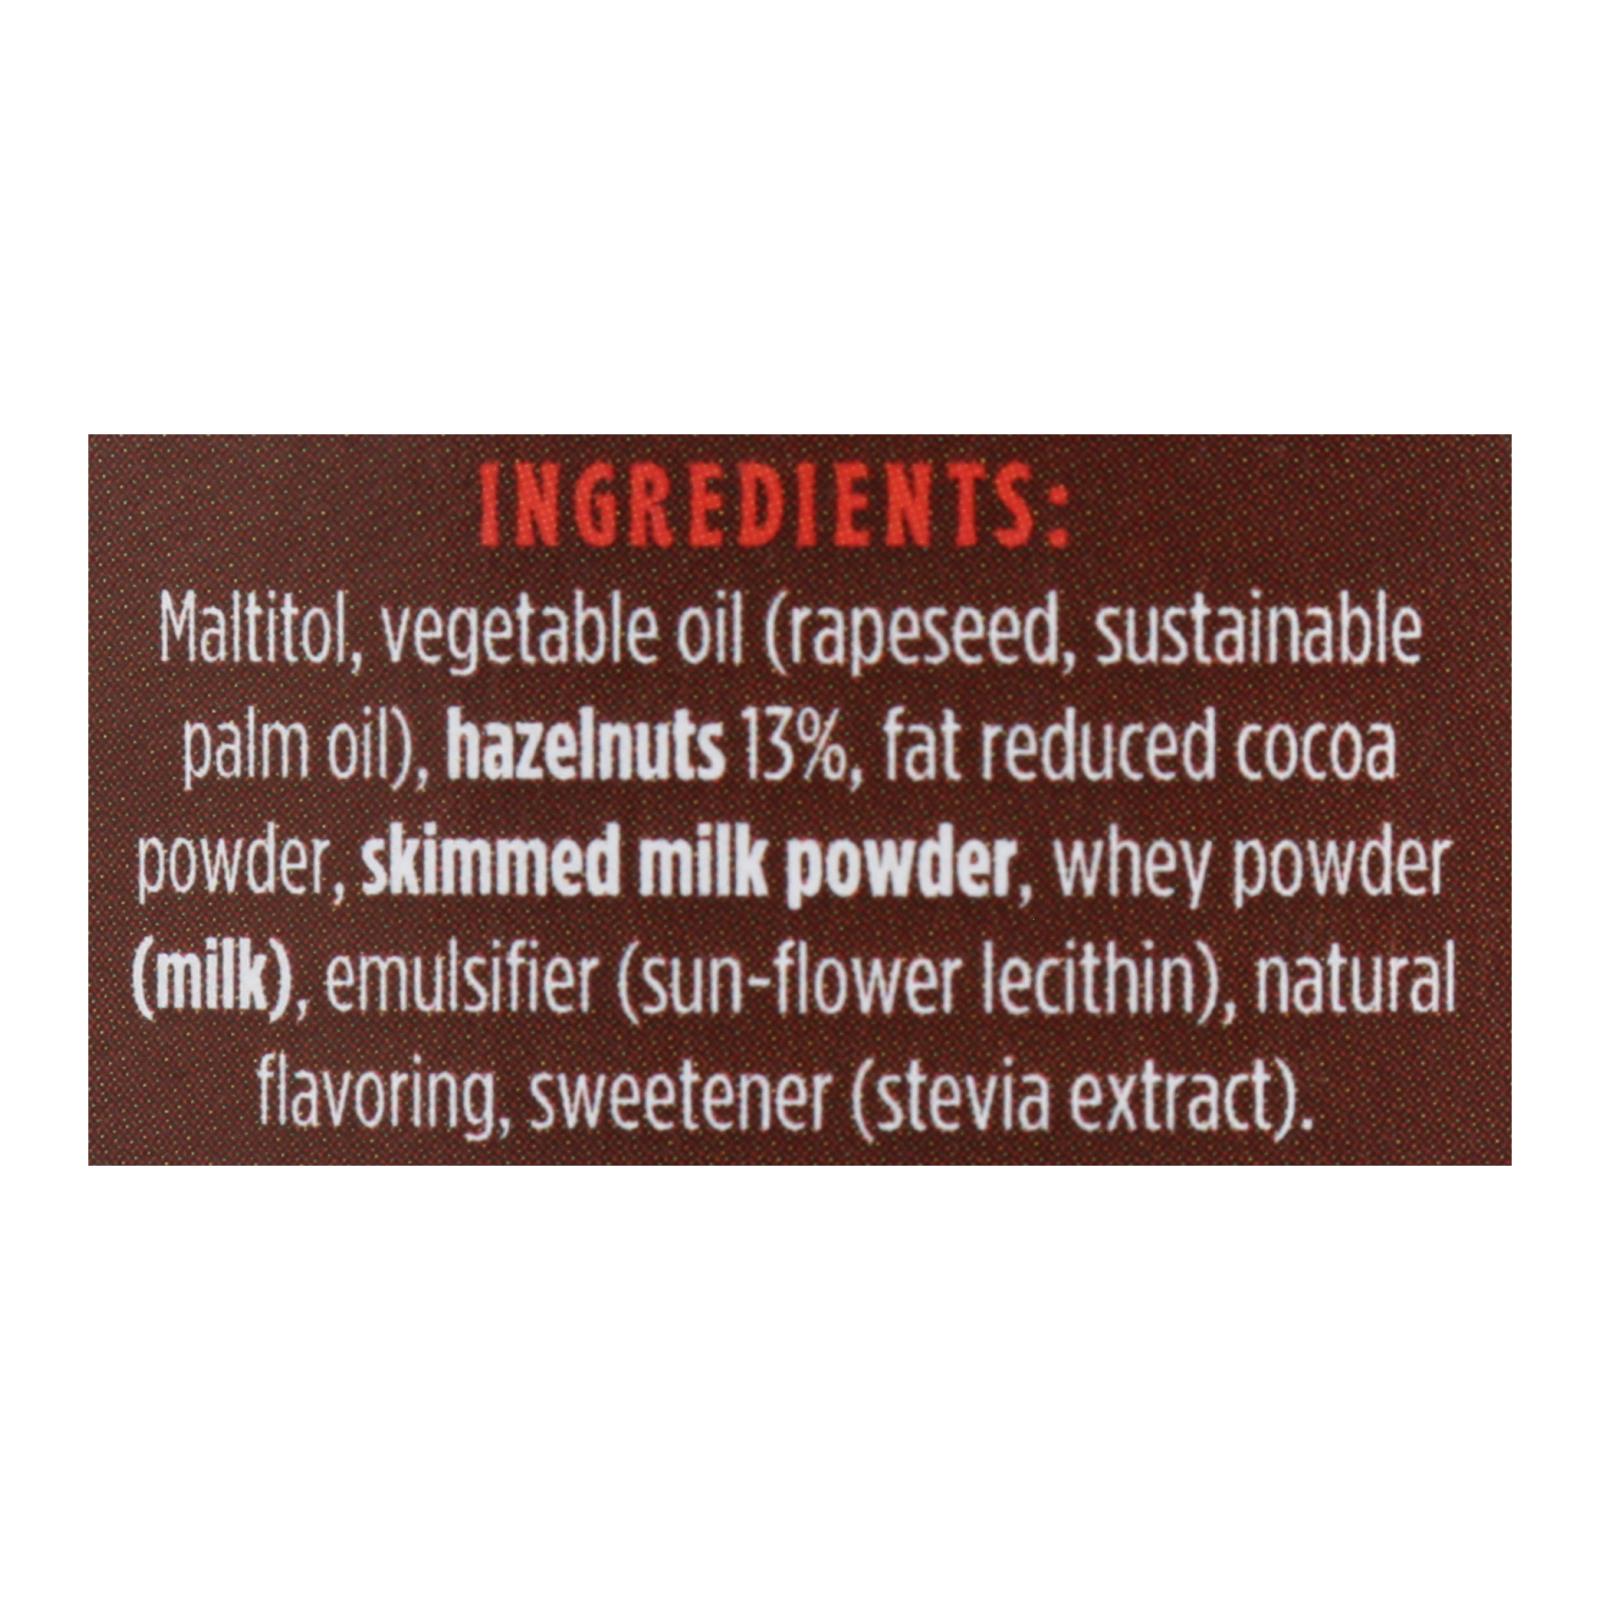 INGREDIENTS:
Maltitol, vegetable oil (rapeseed, sustainable
palm oil), hazelnuts 13%, fat reduced cocoa
powder, skimmed milk powder, whey powder
(milk), emulsifier (sun-flower lecithin), natural
flavoring, sweetener (stevia extract).